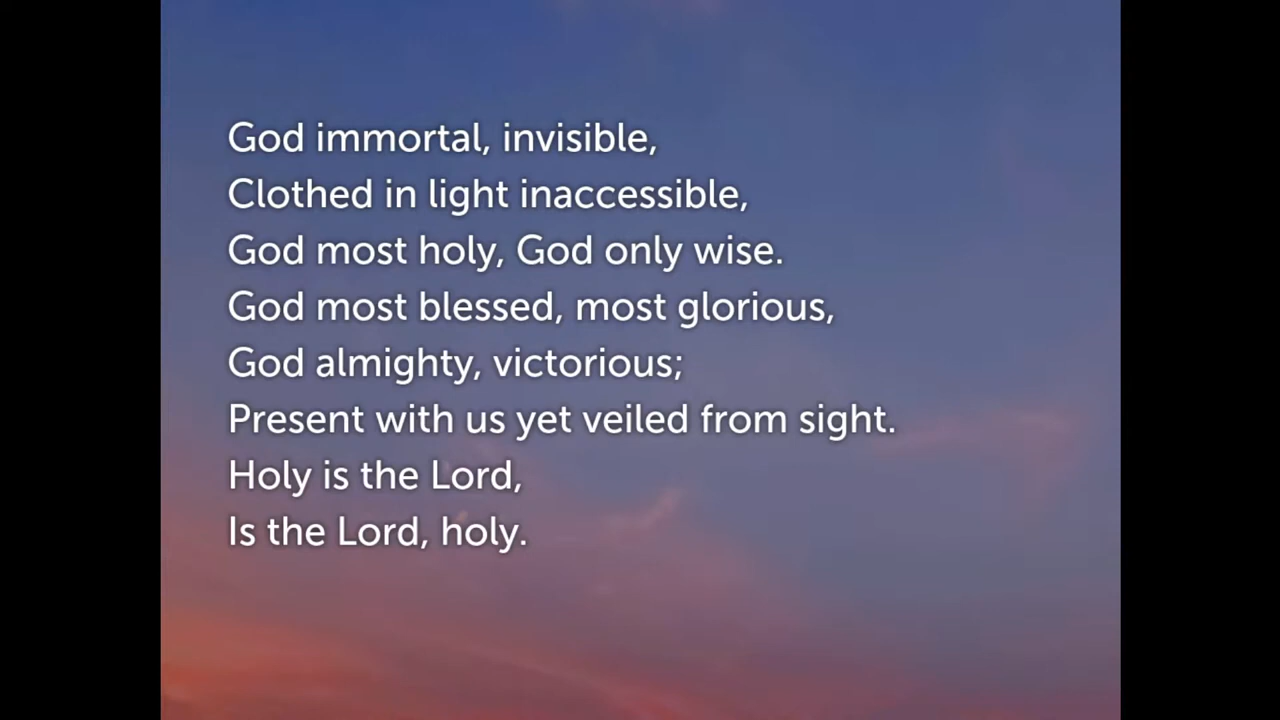 God immortal, invisible,
Clothed in light inaccessible,
God most holy, God only wise.
God most blessed, most glorious,
God almighty, victorious;
Present with us yet veiled from sight.
Holy is the Lord,
Is the Lord, holy.